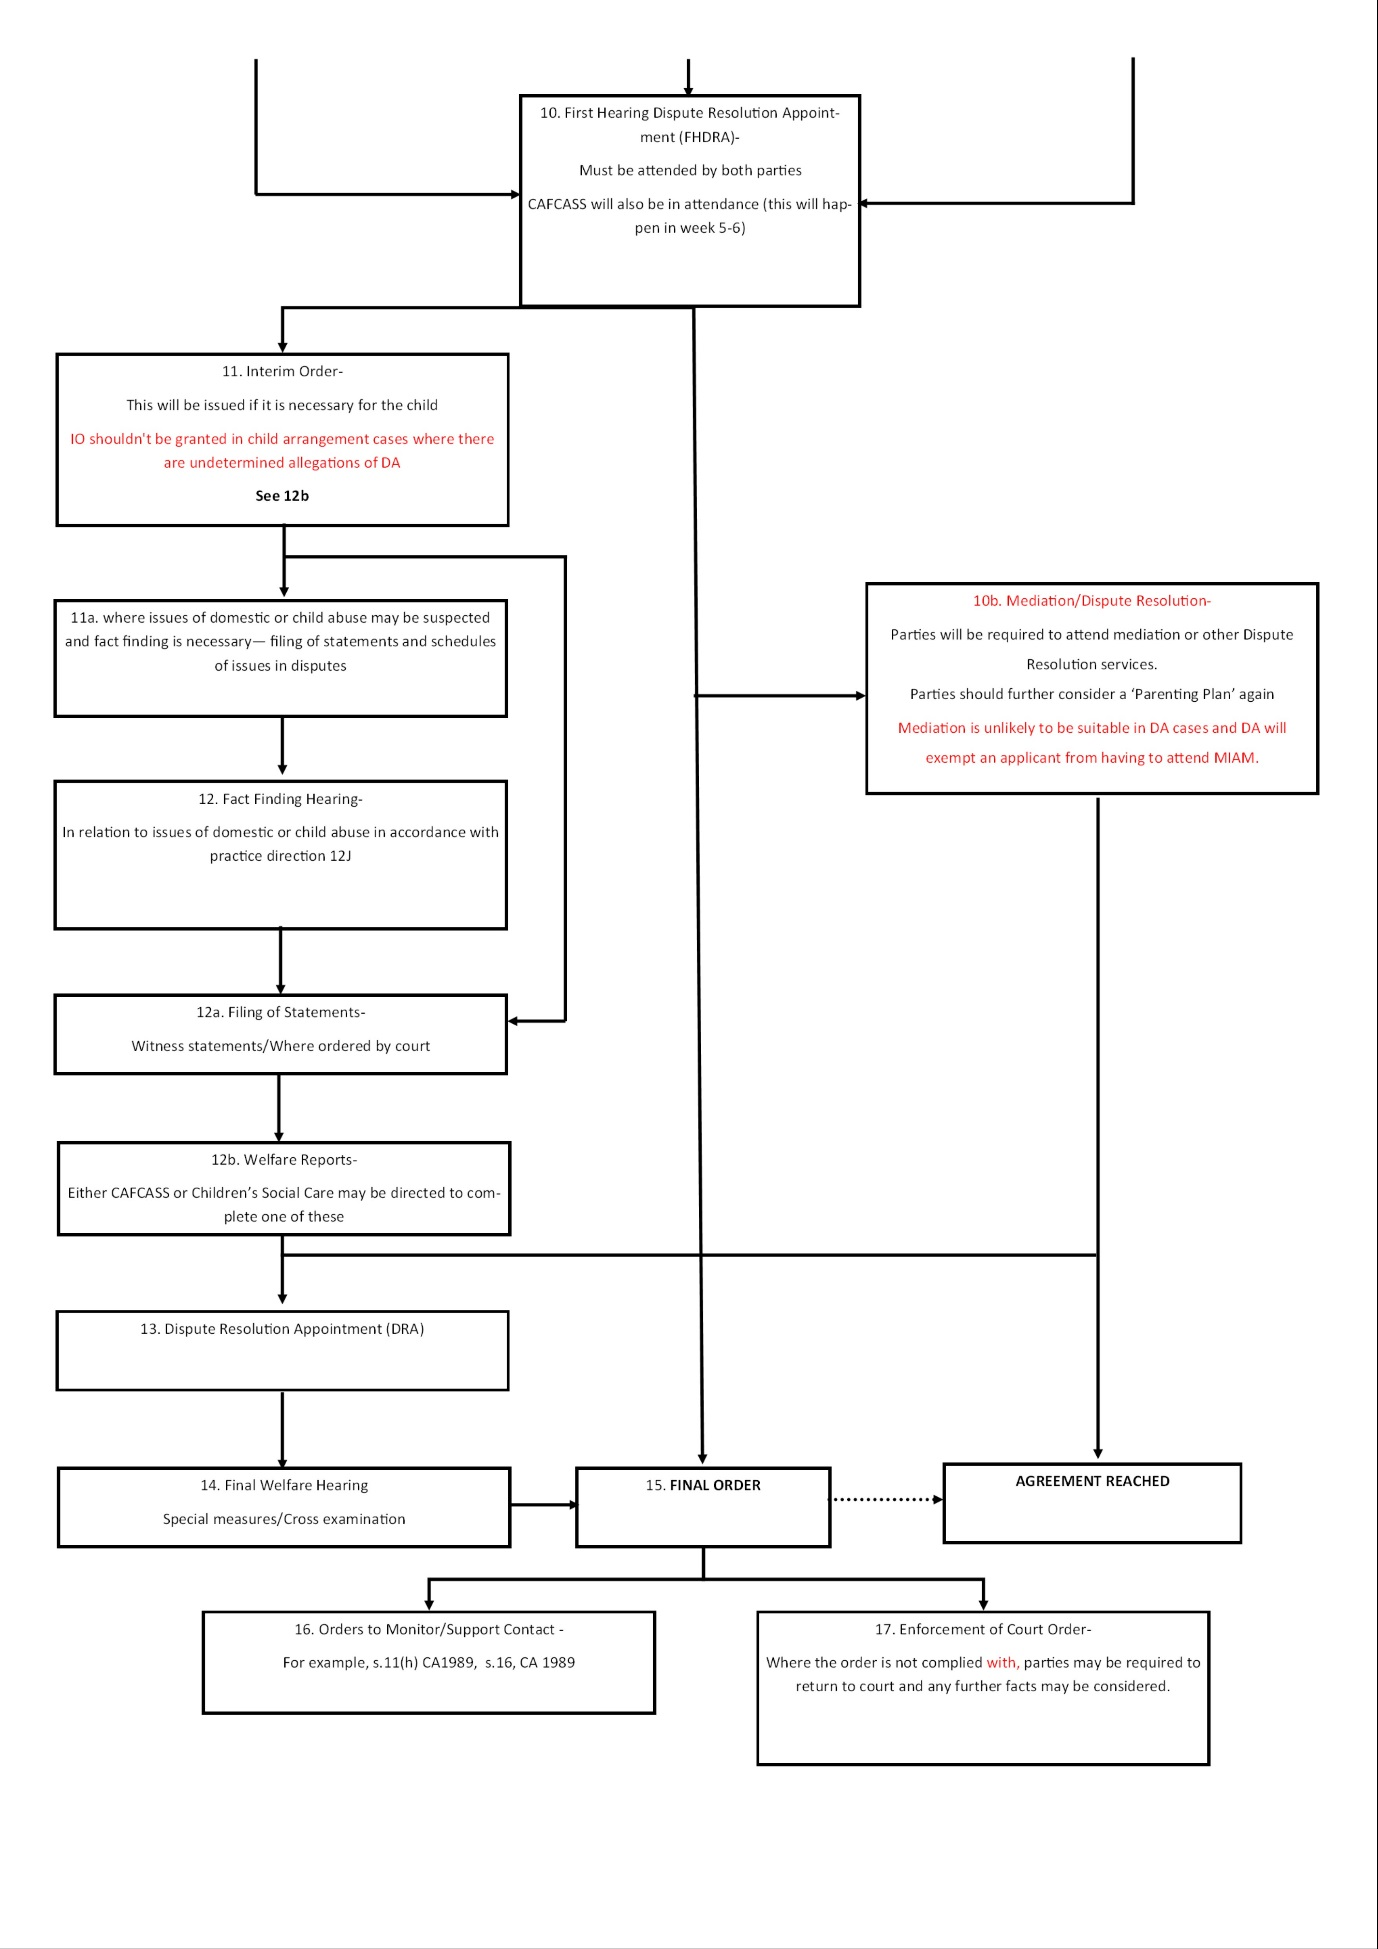 10. First Hearing Dispute Resolution Appoint-
ment (FHDRA)-
Must be attended by both parties
CAFCASS will also be in attendance (this will hap-
pen in week 5-6)
11. Interim Order-
This will be issued if it is necessary for the child
IO shouldn't be granted in child arrangement cases where there
are undetermined allegations of DA
See 12b
11a. where issues of domestic or child abuse may be suspected
and fact finding is necessary— filing of statements and schedules
of issues in disputes
10b. Mediation/Dispute Resolution-
Parties will be required to attend mediation or other Dispute
Resolution services.
Parties should further consider a ‘Parenting Plan’ again
Mediation is unlikely to be suitable in DA cases and DA will
exempt an applicant from having to attend MIAM.
12. Fact Finding Hearing-
In relation to issues of domestic or child abuse in accordance with
practice direction 12J
12a. Filing of Statements-
Witness statements/Where ordered by court
12b. Welfare Reports-
Either CAFCASS or Children’s Social Care may be directed to com-
plete one of these
13. Dispute Resolution Appointment (DRA)
14. Final Welfare Hearing
Special measures/Cross examination
15. FINAL ORDER
AGREEMENT REACHED
16. Orders to Monitor/Support Contact -
For example, s.11(h) CA1989,  s.16, CA 1989
17. Enforcement of Court Order-
Where the order is not complied with, parties may be required to
return to court and any further facts may be considered.